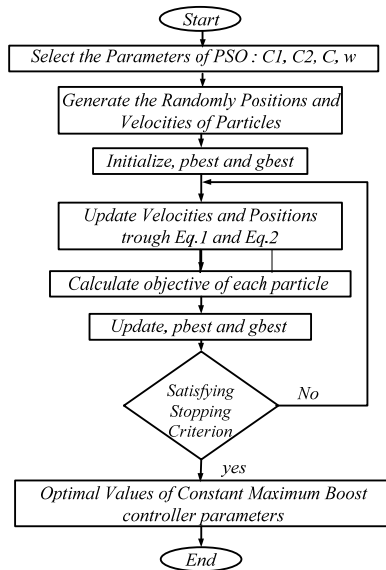 Start
Select the Parameters of PSO : C1, C2, C, w
Generate the Randomly Positions and
Velocities of Particles
Initialize, pbest and gbest
Update Velocities and Positions
trough Eq.1 and Eq.2
Calculate objective of each particle
Update, pbest and gbest
Satisfying
Stopping
Criterion
No
yes
Optimal Values of Constant Maximum Boost
controller parameters
End